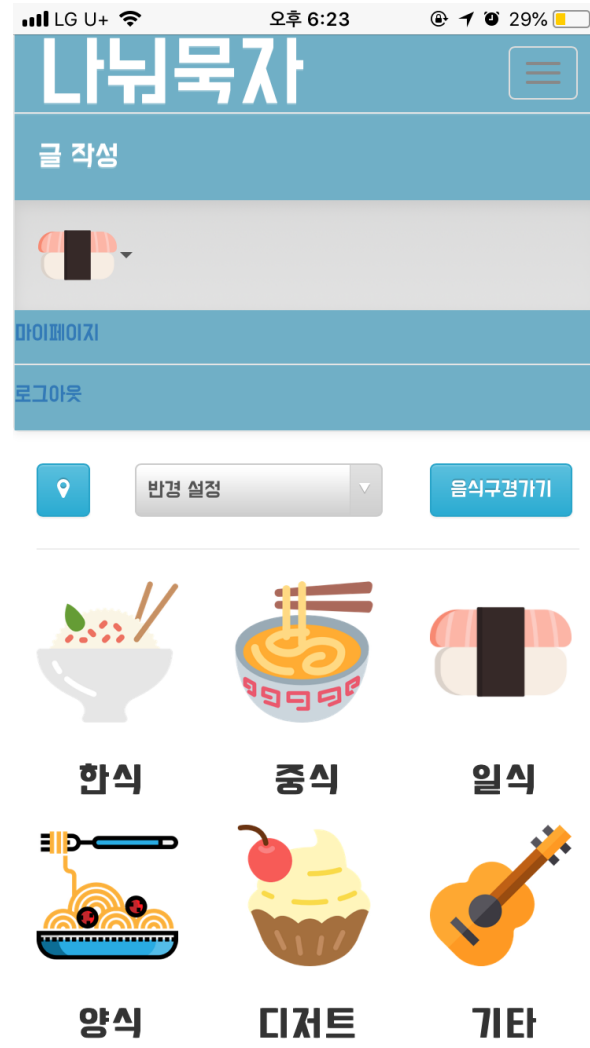 LG U+ 오후 6:23 29%
나눠묵자
글 작성
마이페이지
로그아웃
반경 설정 음식구경가기
한식 중식 일식
양식 디저트 기타